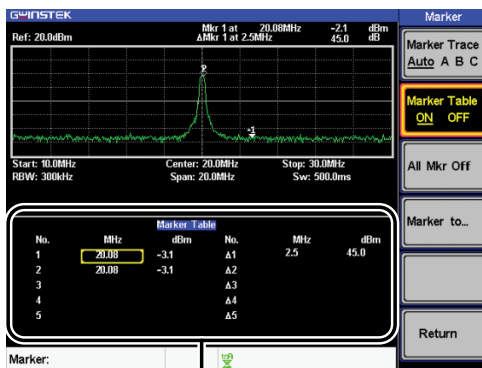 GWINSTEK
Ref: 20.0dBm
Mkr 1 at 20.08MHz -2.1 dBm
ΔMkr 1 at 2.5MHz 45.0 dB
2
1
Start: 10.0MHz Center: 20.0MHz Stop: 30.0MHz
RBW: 300kHz Span: 20.0MHz Sw: 500.0ms
Marker Table
No. MHz dBm No. MHz dBm
1 20.08 -3.1 Δ1 2.5 45.0
2 20.08 -3.1 Δ2
3 Δ3
4 Δ4
5 Δ5
Marker:
Marker
Marker Trace
Auto A B C
Marker Table
ON OFF
All Mkr Off
Marker to...
Return